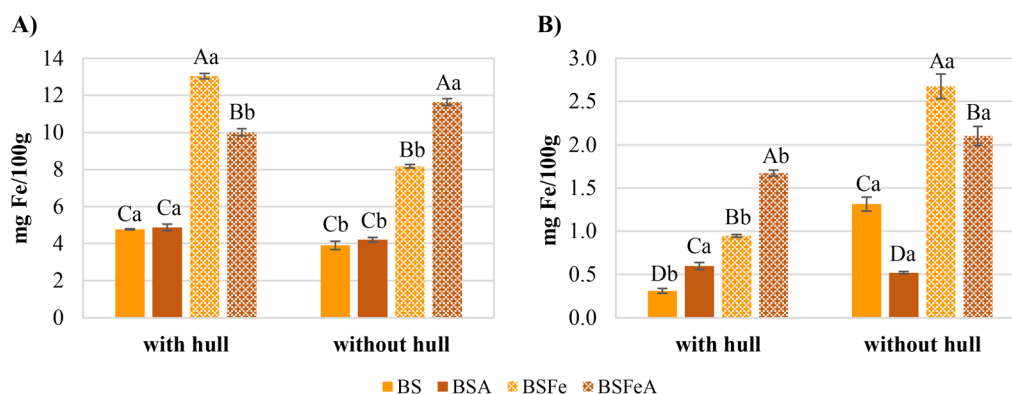 A)
mg Fe/100g
14
12
10
8
6
4
2
0
Ca Ca Aa Bb Cb Cb Bb Aa
with hull without hull
B)
mg Fe/100g
3.0
2.5
2.0
1.5
1.0
0.5
0.0
Db Ca Bb Ab Ca Da Aa Ba
with hull without hull
BS BSA BSFe BSFeA